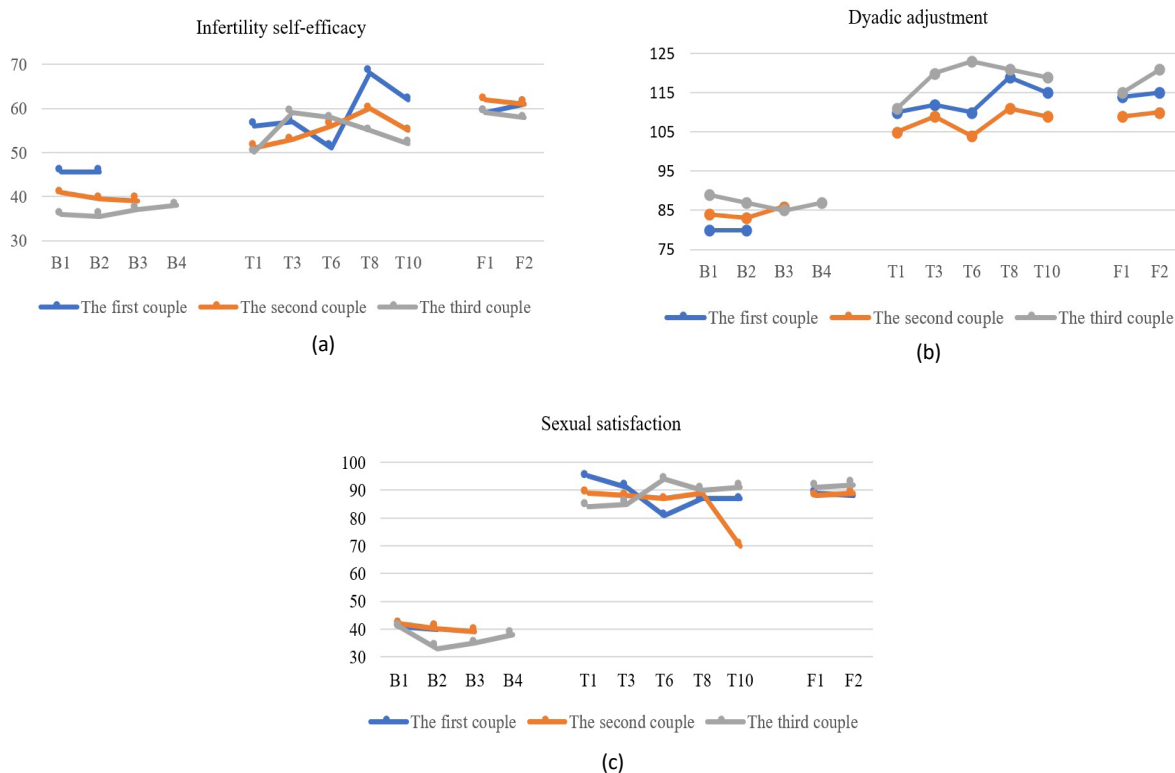 Infertility self-efficacy
70
60
50
40
30
B1 B2 B3 B4 T1 T3 T6 T8 T10 F1 F2
The first couple The second couple The third couple
(a)
Dyadic adjustment
125
115
105
95
85
75
B1 B2 B3 B4 T1 T3 T6 T8 T10 F1 F2
The first couple The second couple The third couple
(b)
Sexual satisfaction
100
90
80
70
60
50
40
30
B1 B2 B3 B4 T1 T3 T6 T8 T10 F1 F2
The first couple The second couple The third couple
(c)